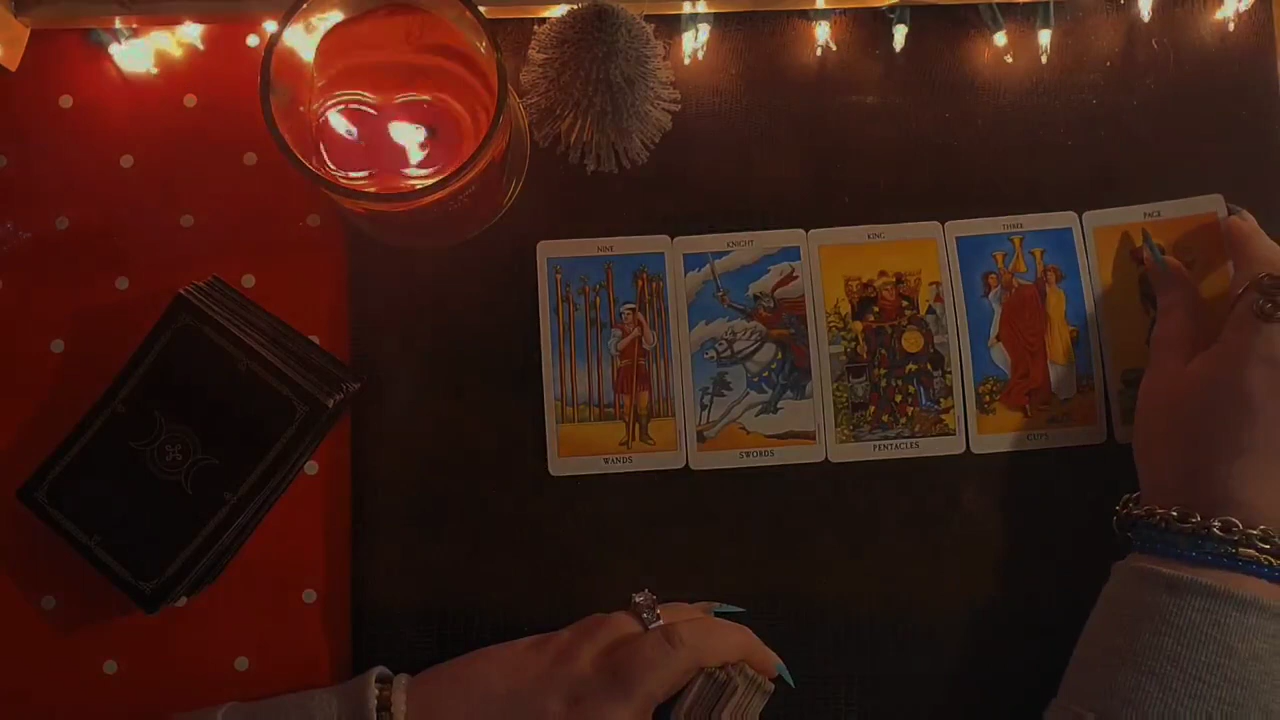 NINE
WANDS
KNIGHT
SWORDS
KING
PENTACLES
THREE
CUPS
PAGE